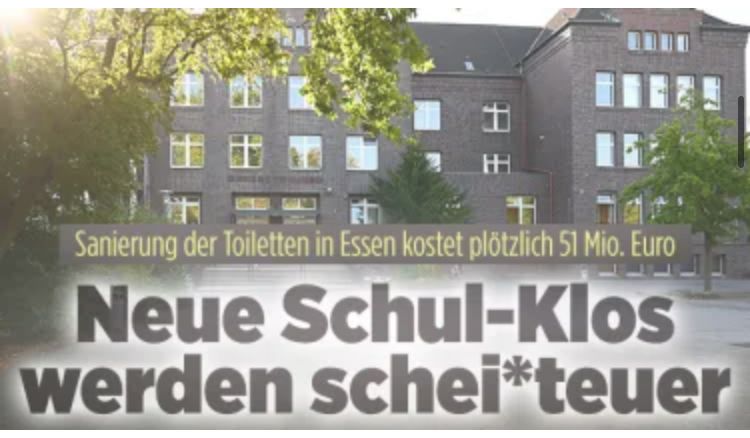 Sanierung der Toiletten in Essen kostet plötzlich 51 Mio. Euro
Neue Schul-Klos
werden schei*teuer